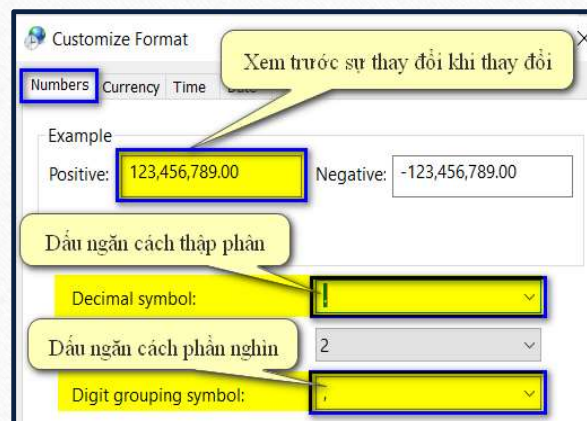 Customize Format
Xem trước sự thay đổi khi thay đổi
Numbers Currency Time
Example
Positive: 123,456,789.00 Negative: -123,456,789.00
Dấu ngăn cách thập phân
Decimal symbol: .
Dấu ngăn cách phần nghìn
2
Digit grouping symbol: ,